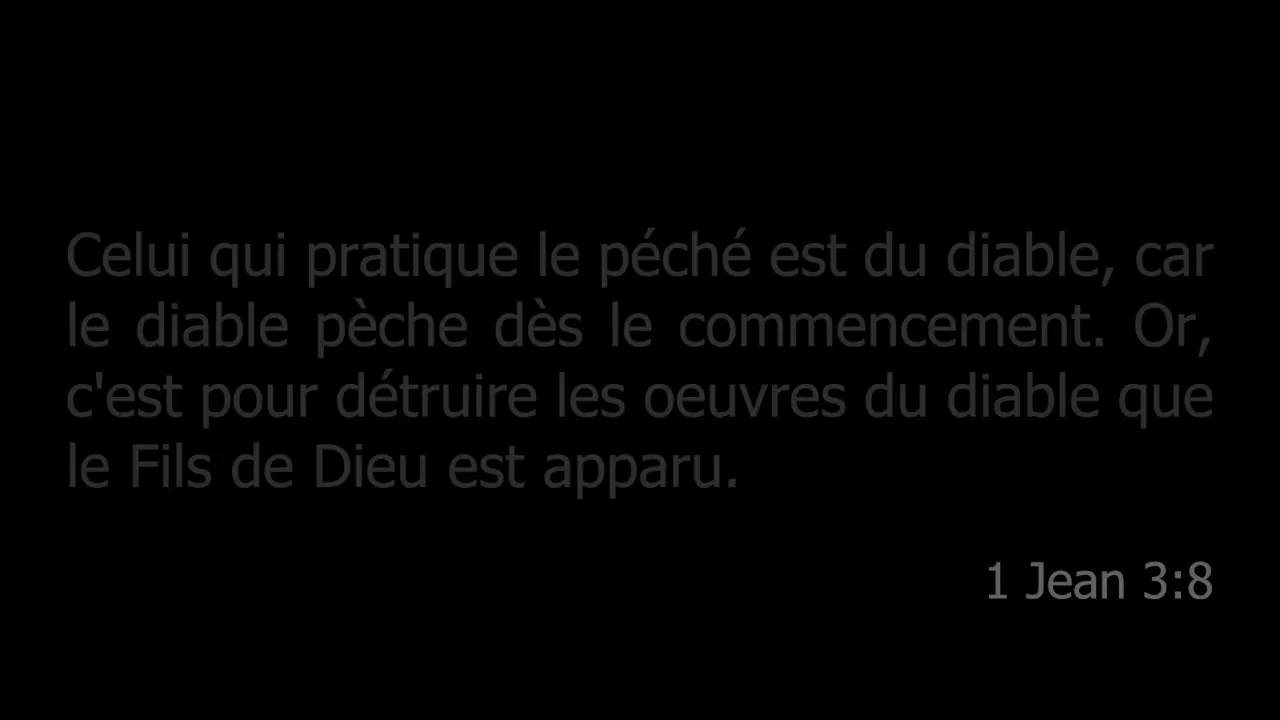 Celui qui pratique le péché est du diable, car
le diable pèche dès le commencement. Or,
c'est pour détruire les oeuvres du diable que
le Fils de Dieu est apparu.
1 Jean 3:8